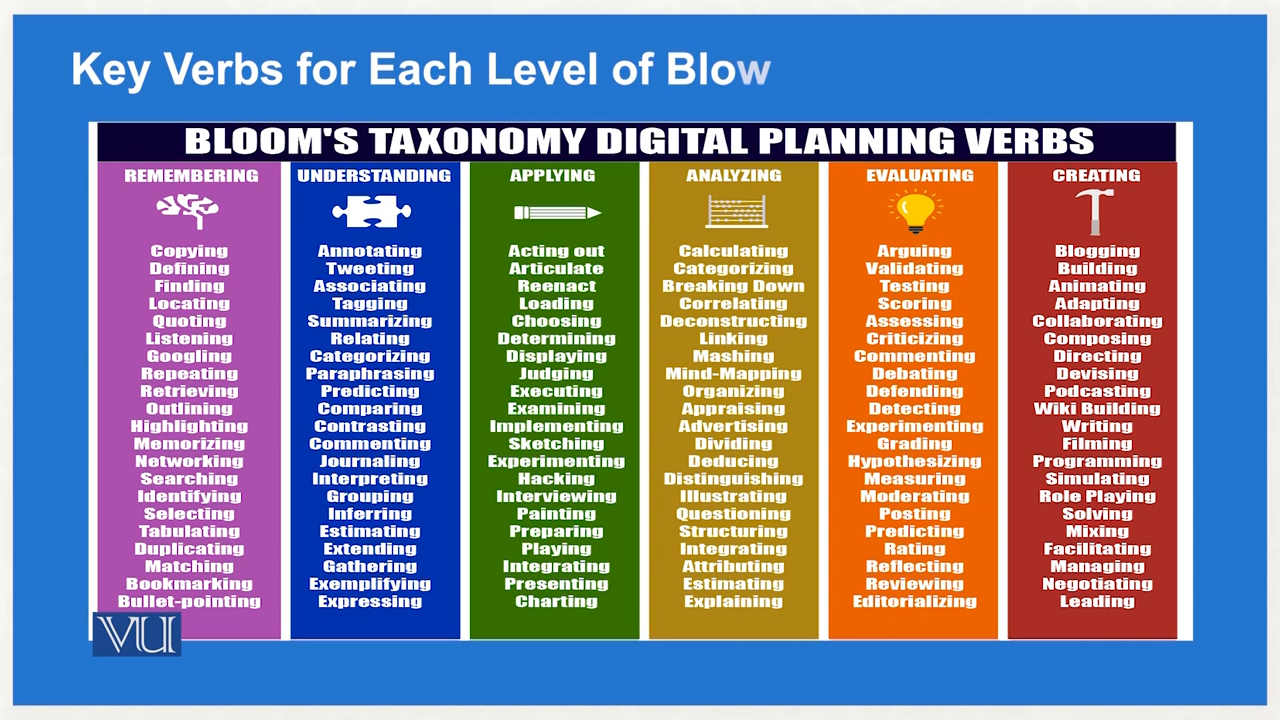 Key Verbs for Each Level of Blow
BLOOM'S TAXONOMY DIGITAL PLANNING VERBS
REMEMBERING
Copying
Defining
Finding
Locating
Quoting
Listening
Googling
Repeating
Retrieving
Outlining
Highlighting
Memorizing
Networking
Searching
Identifying
Selecting
Tabulating
Duplicating
Matching
Bookmarking
Bullet-pointing
UNDERSTANDING
Annotating
Tweeting
Associating
Tagging
Summarizing
Relating
Categorizing
Paraphrasing
Predicting
Comparing
Contrasting
Commenting
Journaling
Interpreting
Grouping
Inferring
Estimating
Extending
Gathering
Exemplifying
Expressing
APPLYING
Acting out
Articulate
Reenact
Loading
Choosing
Determining
Displaying
Judging
Executing
Examining
Implementing
Sketching
Experimenting
Hacking
Interviewing
Painting
Preparing
Playing
Integrating
Presenting
Charting
ANALYZING
Calculating
Categorizing
Breaking Down
Correlating
Deconstructing
Linking
Mashing
Mind-Mapping
Organizing
Appraising
Advertising
Dividing
Deducing
Distinguishing
Illustrating
Questioning
Structuring
Integrating
Attributing
Estimating
Explaining
EVALUATING
Arguing
Validating
Testing
Scoring
Assessing
Criticizing
Commenting
Debating
Defending
Detecting
Experimenting
Grading
Hypothesizing
Measuring
Moderating
Posting
Predicting
Rating
Reflecting
Reviewing
Editorializing
CREATING
Blogging
Building
Animating
Adapting
Collaborating
Composing
Directing
Devising
Podcasting
Wiki Building
Writing
Filming
Programming
Simulating
Role Playing
Solving
Mixing
Facilitating
Managing
Negotiating
Leading
VU